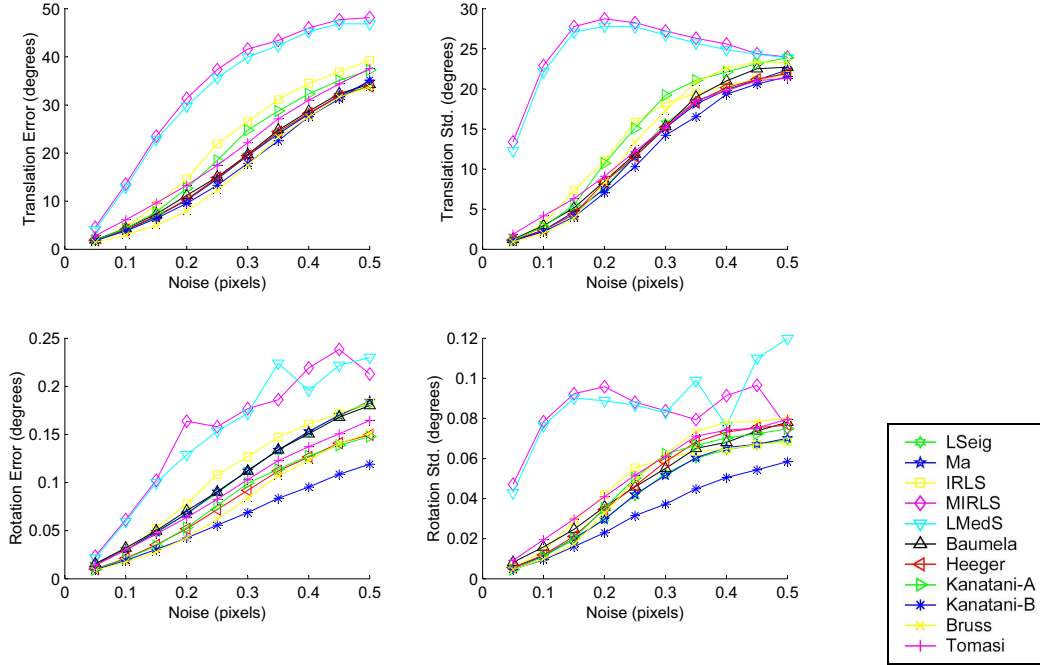 50
40
30
20
10
0
Translation Error (degrees)
0 0.1 0.2 0.3 0.4 0.5
Noise (pixels)
30
25
20
15
10
5
0
Translation Std. (degrees)
0 0.1 0.2 0.3 0.4 0.5
Noise (pixels)
0.25
0.2
0.15
0.1
0.05
0
Rotation Error (degrees)
0 0.1 0.2 0.3 0.4 0.5
Noise (pixels)
0.12
0.1
0.08
0.06
0.04
0.02
0
Rotation Std. (degrees)
0 0.1 0.2 0.3 0.4 0.5
Noise (pixels)
LSeig
Ma
IRLS
MIRLS
LMedS
Baumela
Heeger
Kanatani-A
Kanatani-B
Bruss
Tomasi